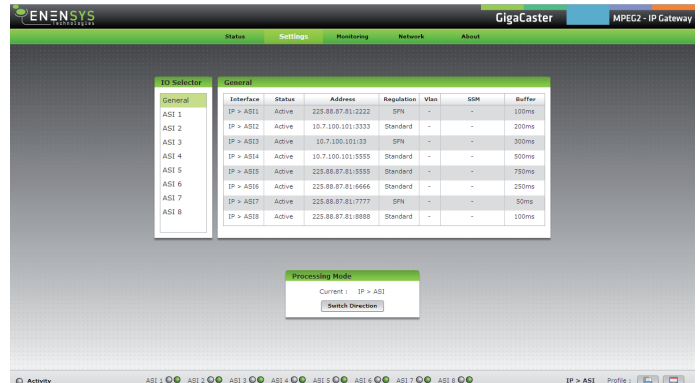 ENENSYS
Technologies
GigaCaster
MPEG2 - IP Gateway
Status Settings Monitoring Network About
IO Selector
General
ASI 1
ASI 2
ASI 3
ASI 4
ASI 5
ASI 6
ASI 7
ASI 8
General
Interface Status Address Regulation Vlan SSM Buffer
IP > ASI1 Active 225.88.87.81:2222 SFN - - 100ms
IP > ASI2 Active 10.7.100.101:3333 Standard - - 200ms
IP > ASI3 Active 10.7.100.101:33 SFN - - 300ms
IP > ASI4 Active 10.7.100.101:5555 Standard - - 500ms
IP > ASI5 Active 225.88.87.81:5555 Standard - - 750ms
IP > ASI6 Active 225.88.87.81:6666 Standard - - 250ms
IP > ASI7 Active 225.88.87.81:7777 SFN - - 50ms
IP > ASI8 Active 225.88.87.81:8888 Standard - - 100ms
Processing Mode
Current : IP > ASI
Switch Direction
Activity ASI 1 ASI 2 ASI 3 ASI 4 ASI 5 ASI 6 ASI 7 ASI 8 IP > ASI Profile :